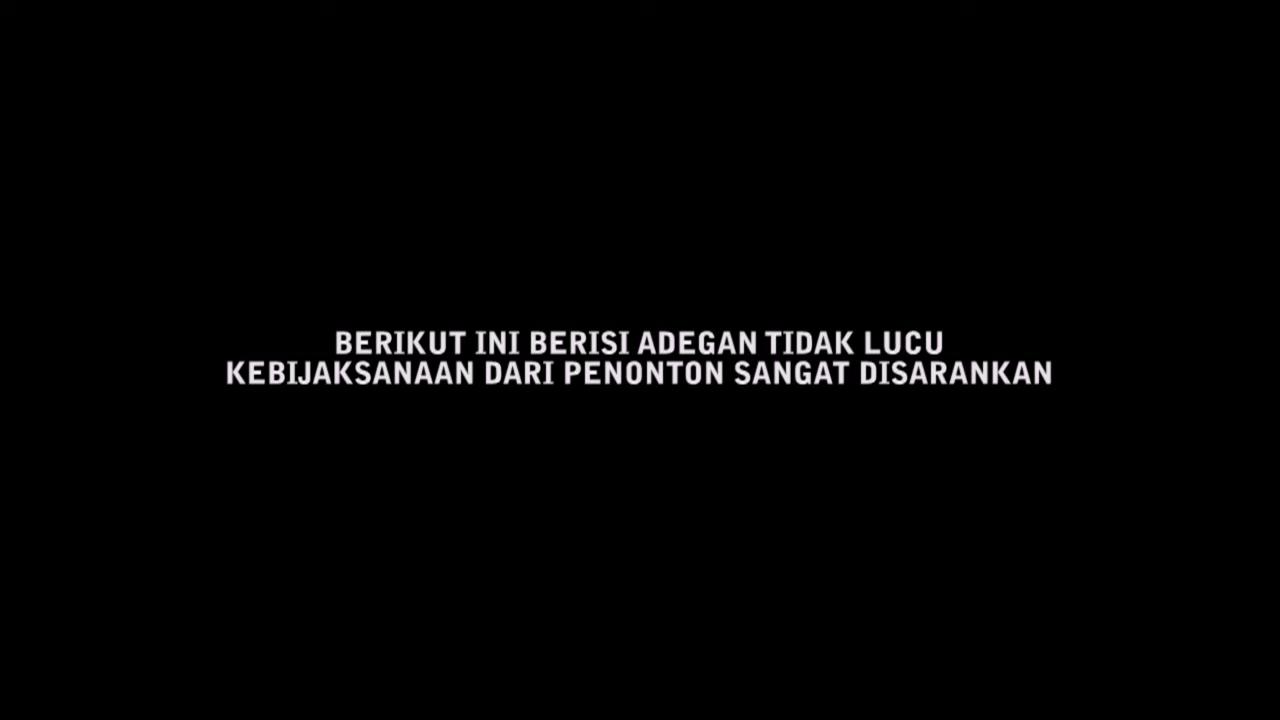 BERIKUT INI BERISI ADEGAN TIDAK LUCU
KEBIJAKSANAAN DARI PENONTON SANGAT DISARANKAN